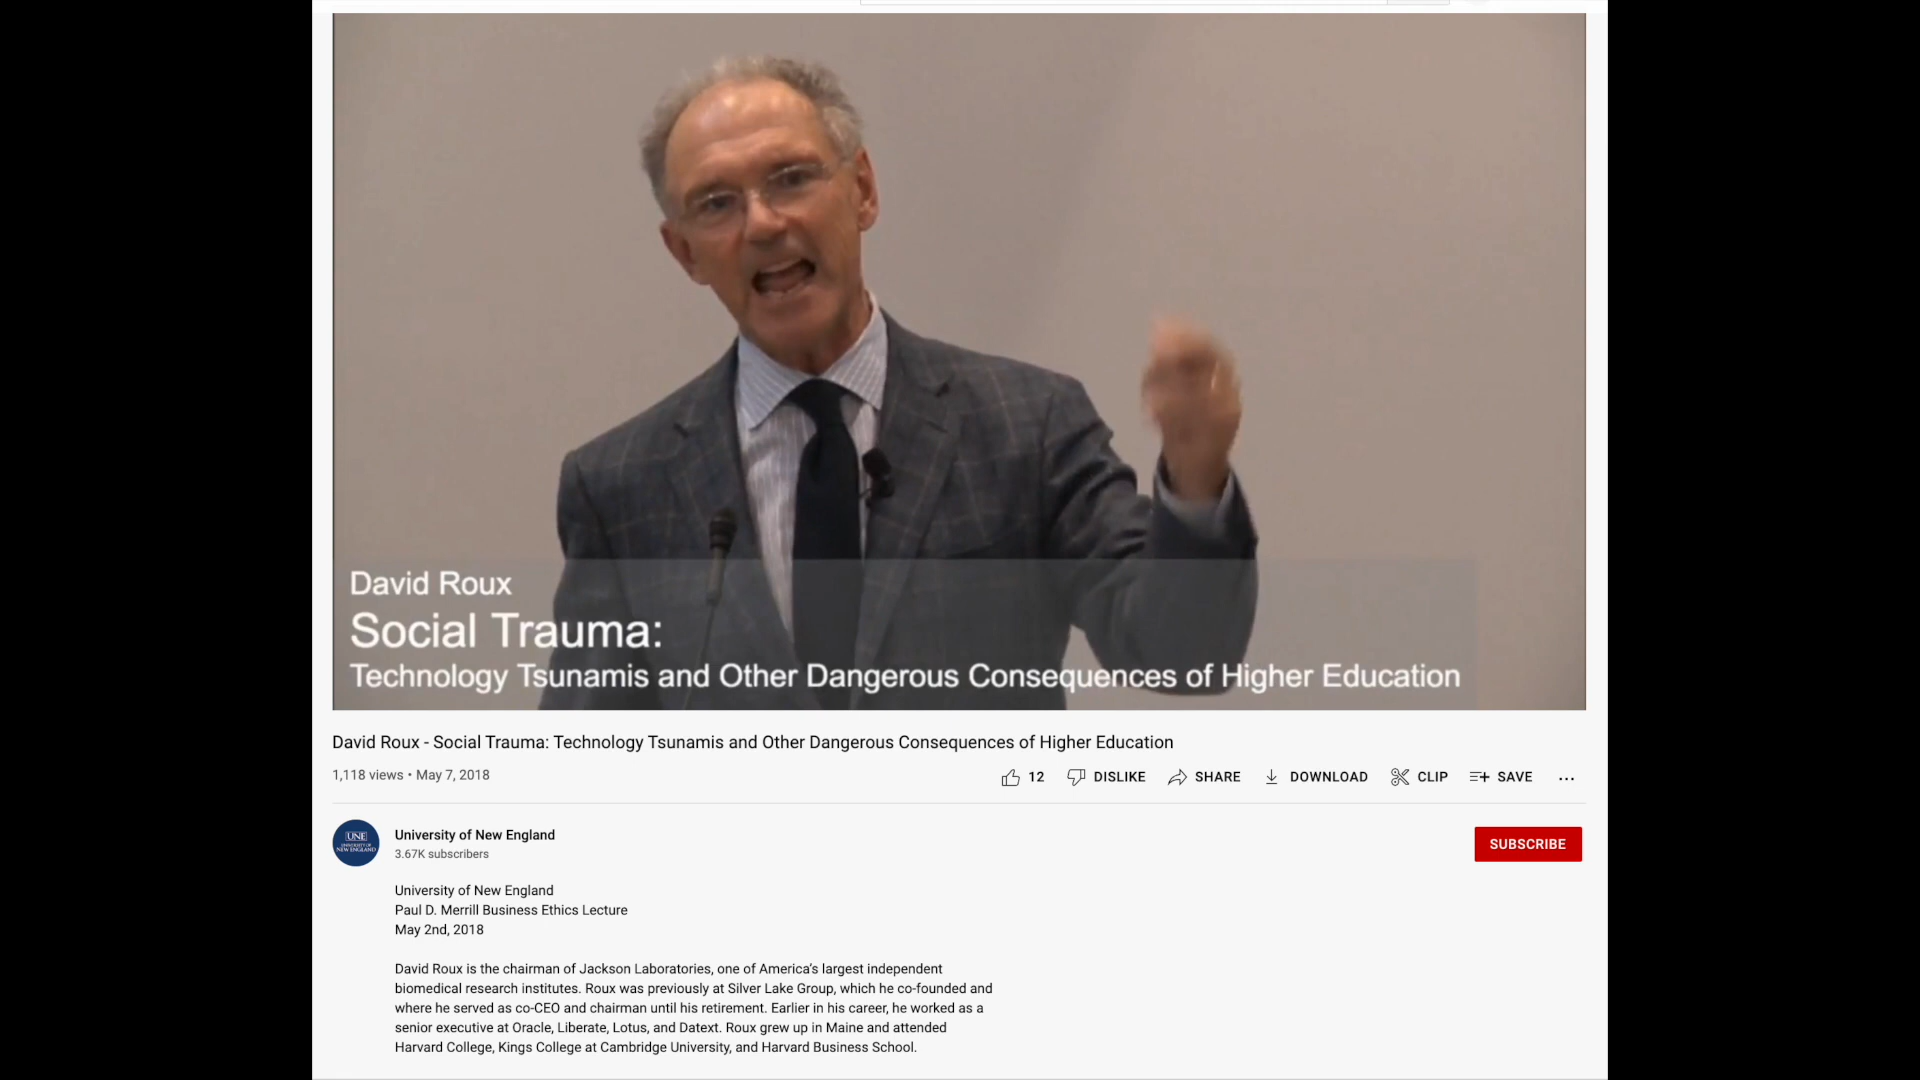 David Roux
Social Trauma:
Technology Tsunamis and Other Dangerous Consequences of Higher Education
David Roux - Social Trauma: Technology Tsunamis and Other Dangerous Consequences of Higher Education
1,118 views • May 7, 2018
12 DISLIKE SHARE DOWNLOAD CLIP SAVE ...
UNE
UNIVERSITY OF
NEW ENGLAND
University of New England
3.67K subscribers
SUBSCRIBE
University of New England
Paul D. Merrill Business Ethics Lecture
May 2nd, 2018
David Roux is the chairman of Jackson Laboratories, one of America's largest independent
biomedical research institutes. Roux was previously at Silver Lake Group, which he co-founded and
where he served as co-CEO and chairman until his retirement. Earlier in his career, he worked as a
senior executive at Oracle, Liberate, Lotus, and Datext. Roux grew up in Maine and attended
Harvard College, Kings College at Cambridge University, and Harvard Business School.